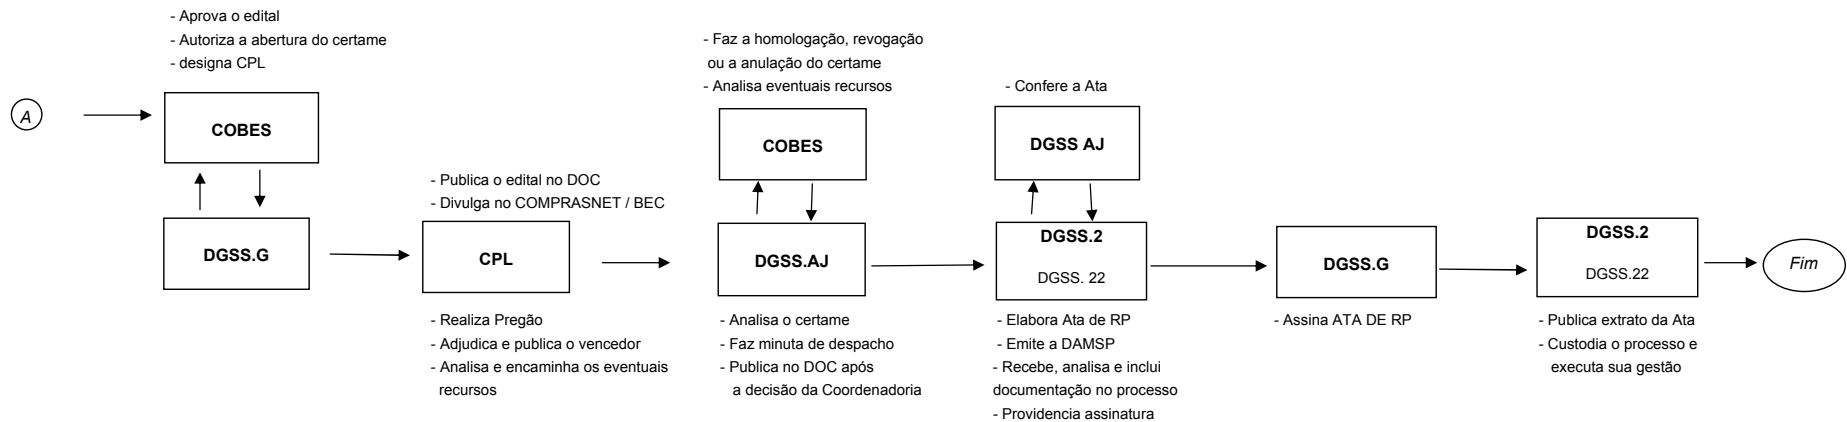 - Aprova o edital
- Autoriza a abertura do certame
- designa CPL
A
COBES
DGSS.G
- Publica o edital no DOC
- Divulga no COMPRASNET / BEC
CPL
- Realiza Pregão
- Adjudica e publica o vencedor
- Analisa e encaminha os eventuais
recursos
- Faz a homologação, revogação
ou a anulação do certame
- Analisa eventuais recursos
COBES
DGSS.AJ
- Analisa o certame
- Faz minuta de despacho
- Publica no DOC após
a decisão da Coordenadoria
- Confere a Ata
DGSS AJ
DGSS.2
DGSS. 22
- Elabora Ata de RP
- Emite a DAMSP
- Recebe, analisa e inclui
documentação no processo
- Providencia assinatura
DGSS.G
- Assina ATA DE RP
DGSS.2
DGSS.22
- Publica extrato da Ata
- Custodia o processo e
executa sua gestão
Fim